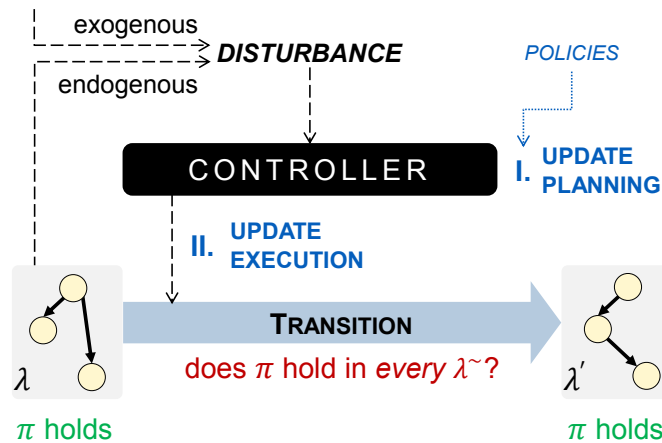 exogenous
DISTURBANCE
endogenous
POLICIES
CONTROLLER
I. UPDATE
PLANNING
II. UPDATE
EXECUTION
TRANSITION
does π hold in every λ~?
λ
λ′
π holds
π holds